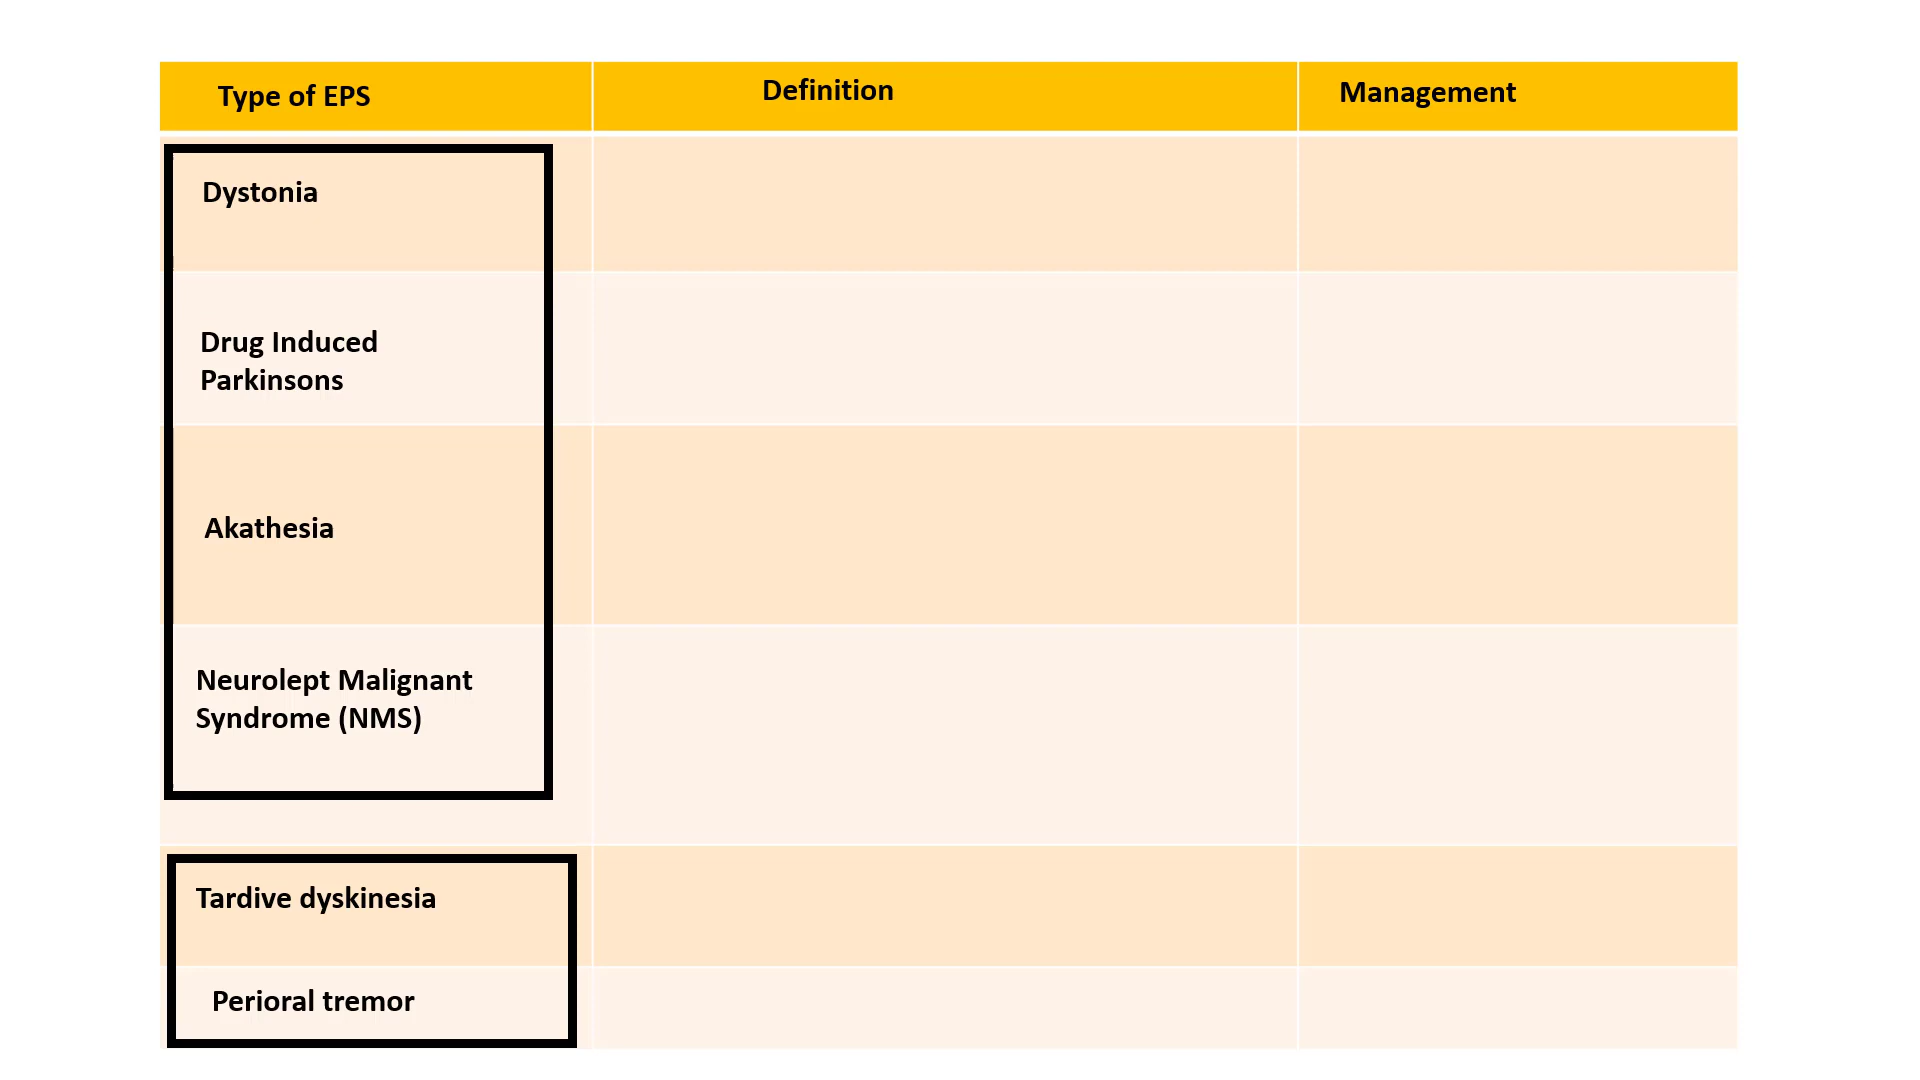 Type of EPS
Definition
Management
Dystonia
Drug Induced
Parkinsons
Akathesia
Neurolept Malignant
Syndrome (NMS)
Tardive dyskinesia
Perioral tremor